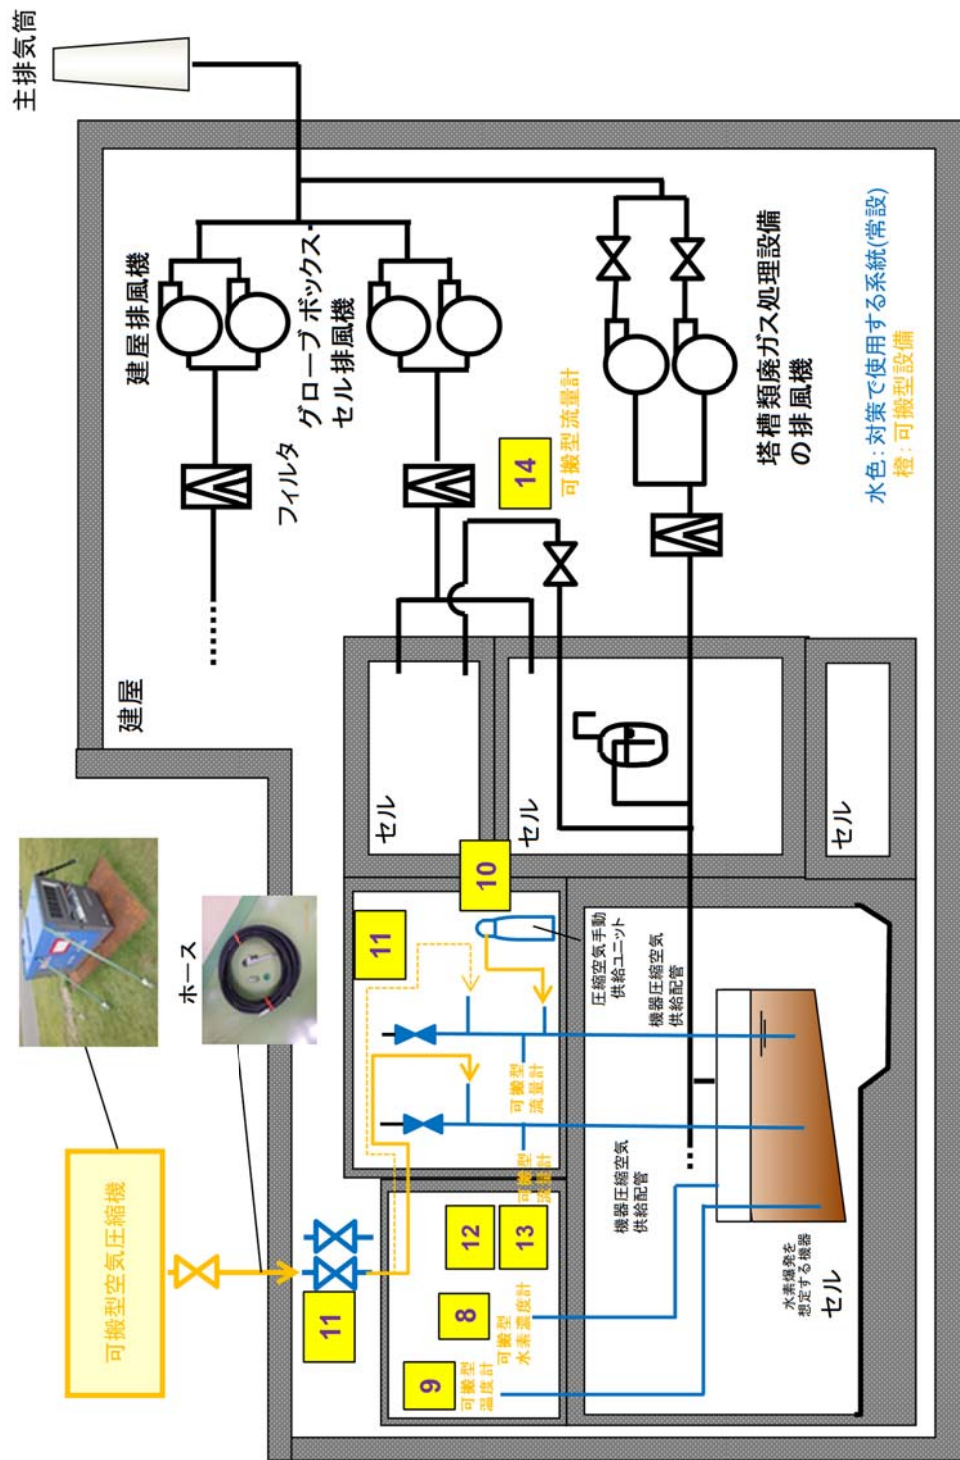 主排気筒
建屋排風機
グローブボックス・
セル排風機
塔槽類廃ガス処理設備
の排風機
フィルタ
14
可搬型流量計
水色:対策で使用する系統(常設)
橙:可搬型設備
建屋
セル
セル
セル
ホース
可搬型空気圧縮機
11
11
10
圧縮空気手動
供給ユニット
機器圧縮空気
供給配管
可搬型
流量計
可搬型
流量計
機器圧縮空気
供給配管
12
13
8
可搬型
水素濃度計
9
可搬型
温度計
水素爆発を
想定する機器
セル